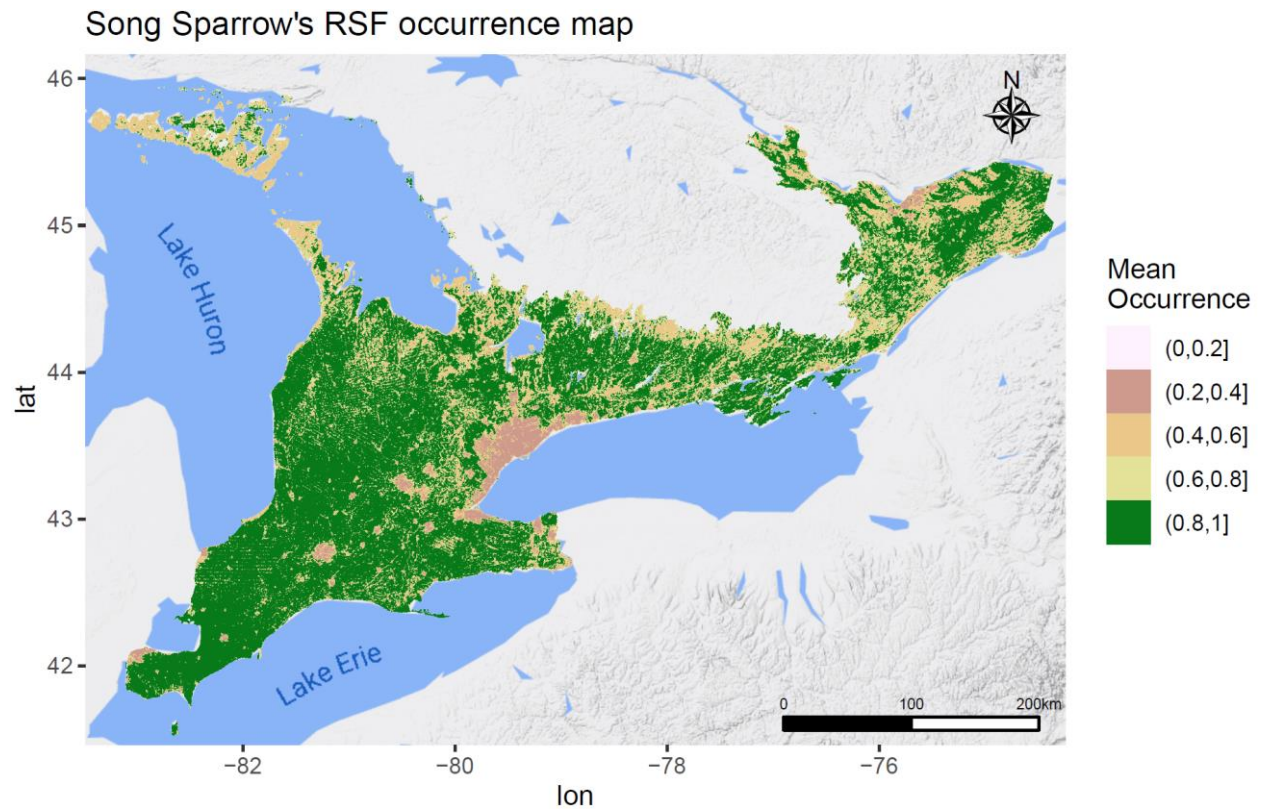 Song Sparrow's RSF occurrence map
N
46
45
44
43
42
lat
Lake Huron
Lake Erie
0 100 200km
−82 −80 −78 −76
lon
Mean
Occurrence
(0,0.2]
(0.2,0.4]
(0.4,0.6]
(0.6,0.8]
(0.8,1]